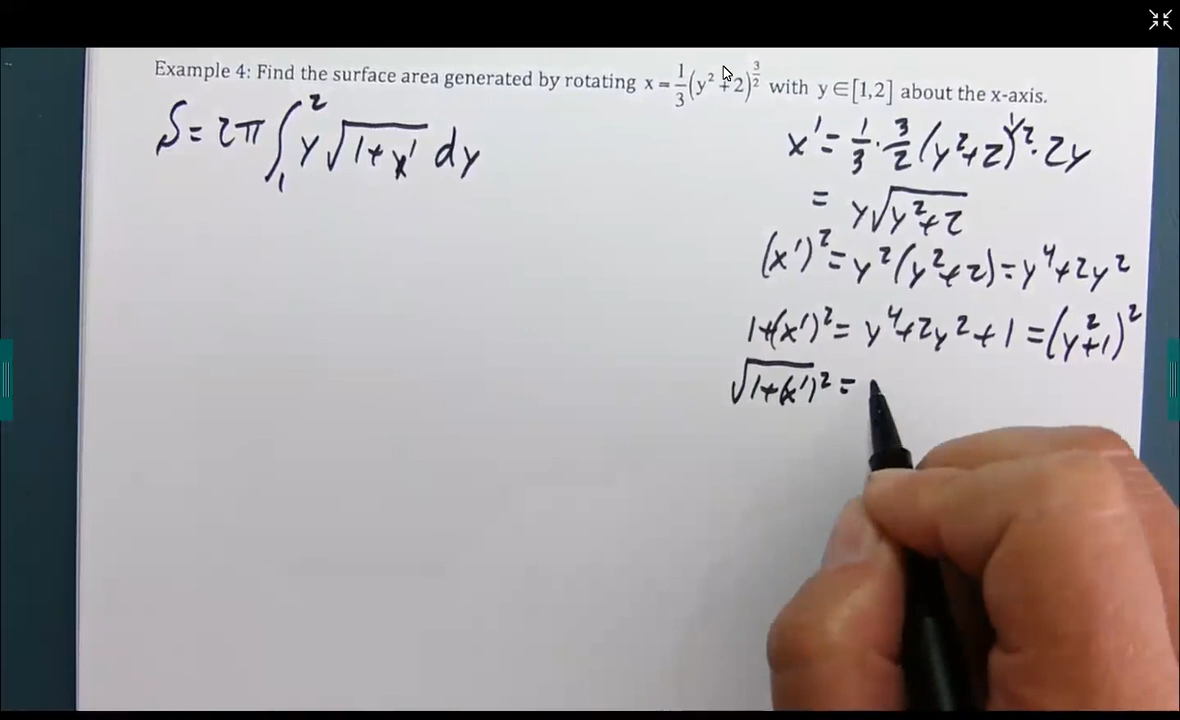 Example 4: Find the surface area generated by rotating x = 1/3 (y² + 2)^(3/2) with y ∈ [1,2] about the x-axis.
S = 2π ∫₁² y √(1 + x') dy
x' = 1/3 · 3/2 (y² + 2)^(1/2) · 2y
= y√(y² + 2)
(x')² = y²(y² + 2) = y⁴ + 2y²
1 + (x')² = y⁴ + 2y² + 1 = (y² + 1)²
√(1 + (x')²) =